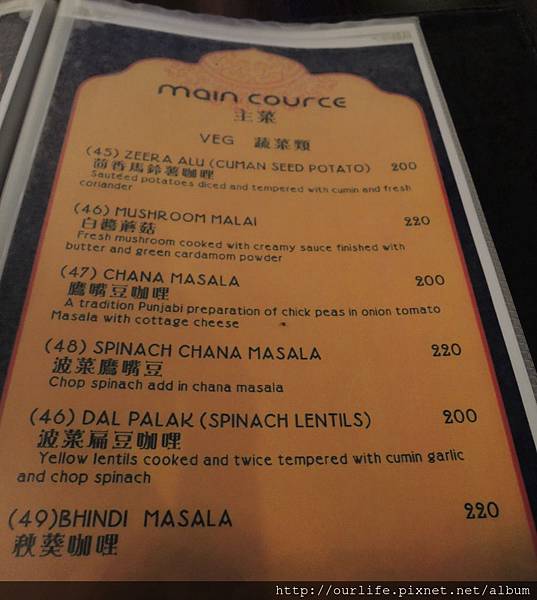 main cource
主菜
VEG 蔬菜類
(45) ZEERA ALU (CUMAN SEED POTATO) 200
茴香馬鈴薯咖哩
Sauteed potatoes diced and tempered with cumin and fresh
coriander
(46) MUSHROOM MALAI 220
白醬蘑菇
Fresh mushroom cooked with creamy sauce finished with
butter and green cardamom powder
(47) CHANA MASALA 200
鷹嘴豆咖哩
A tradition Punjabi preparation of chick peas in onion tomato
Masala with cottage cheese
(48) SPINACH CHANA MASALA 220
波菜鷹嘴豆
Chop spinach add in chana masala
(46) DAL PALAK (SPINACH LENTILS) 200
波菜扁豆咖哩
Yellow lentils cooked and twice tempered with cumin garlic
and chop spinach
(49)BHINDI MASALA 220
秋葵咖哩
http://ourlife.pixnet.net/album